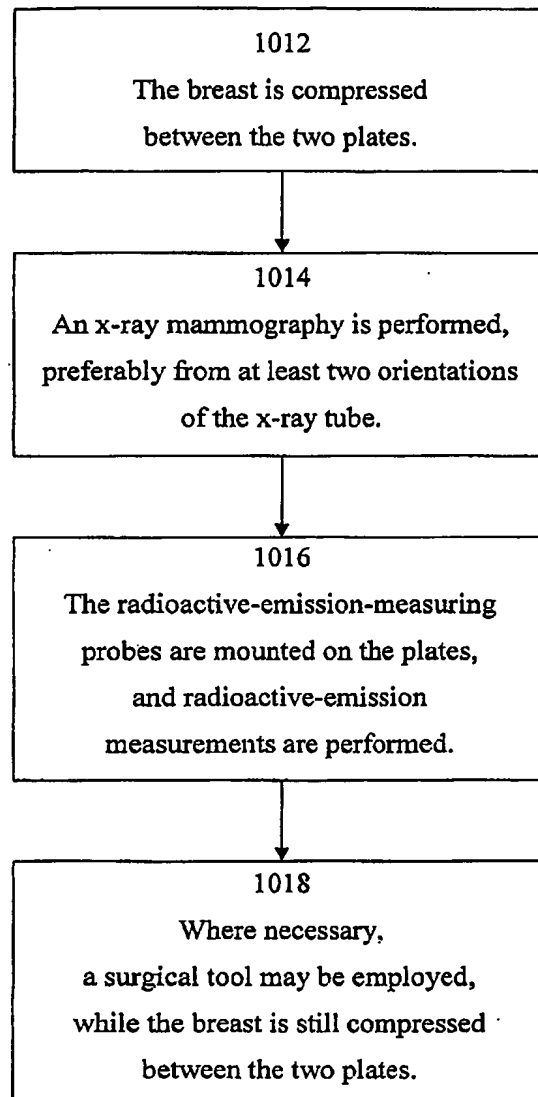 1012
The breast is compressed
between the two plates.
1014
An x-ray mammography is performed,
preferably from at least two orientations
of the x-ray tube.
1016
The radioactive-emission-measuring
probes are mounted on the plates,
and radioactive-emission
measurements are performed.
1018
Where necessary,
a surgical tool may be employed,
while the breast is still compressed
between the two plates.